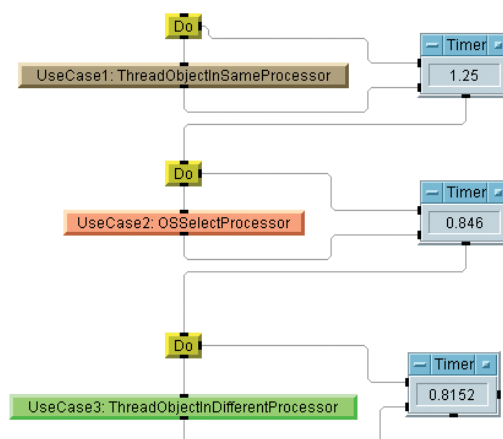 Do
Timer
UseCase1: ThreadObjectInSameProcessor
1.25
Do
Timer
UseCase2: OSSelectProcessor
0.846
Do
Timer
0.8152
UseCase3: ThreadObjectInDifferentProcessor